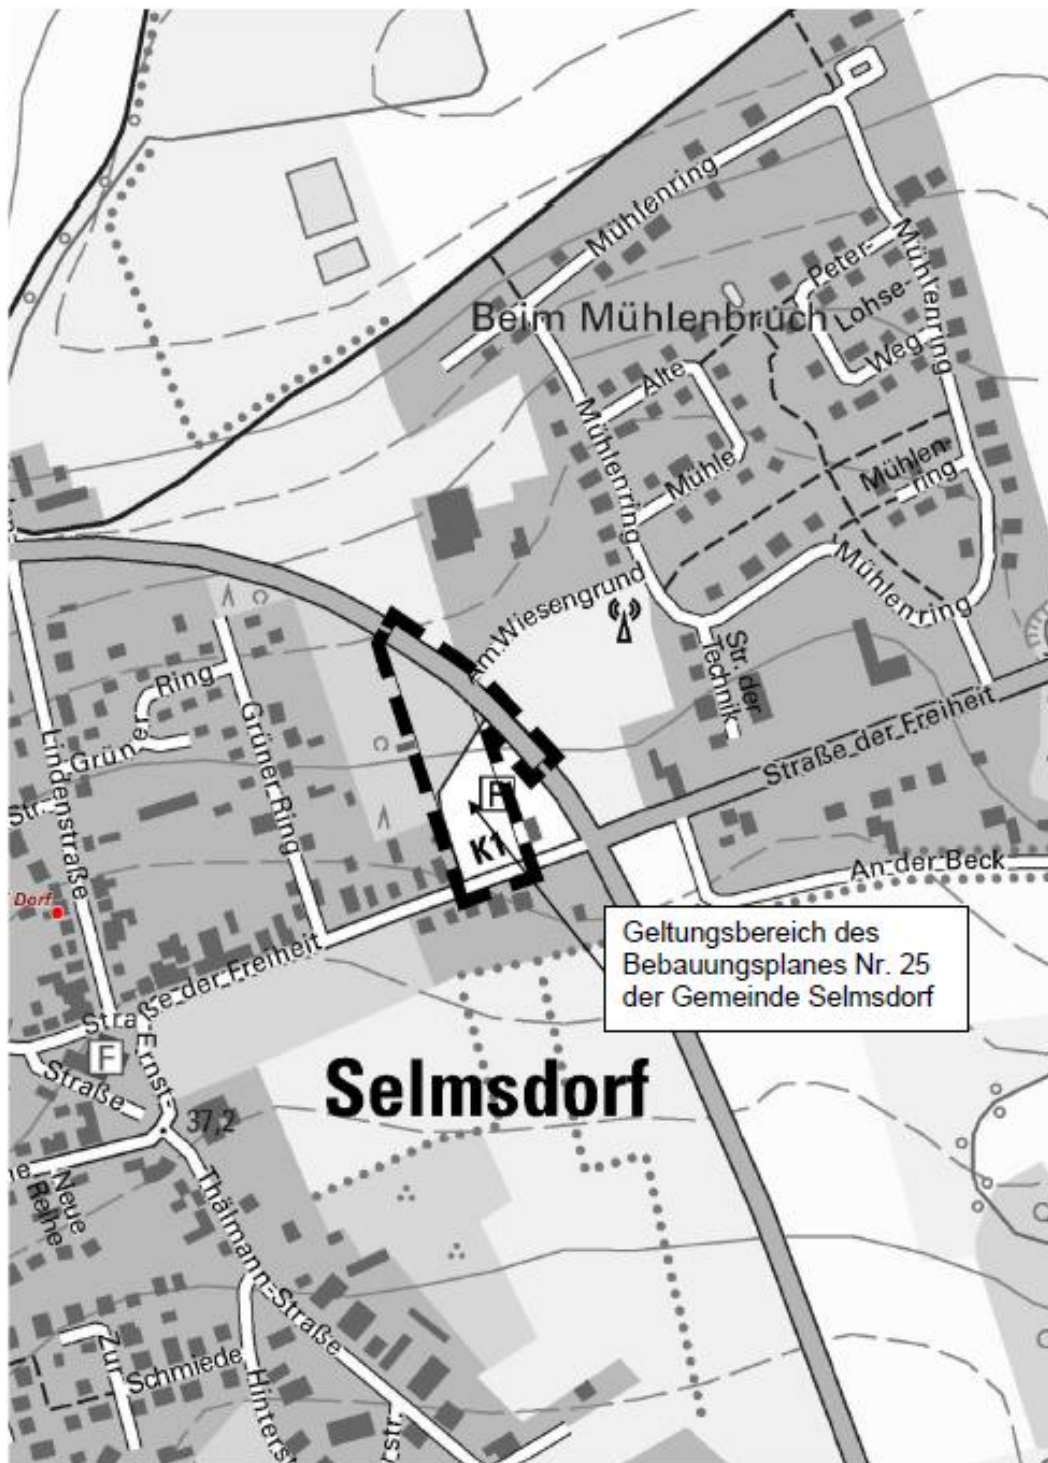 Mühlenring
Beim Mühlenbruch
Peter-
Lohse-
Weg
Mühlenring
Alte
Mühle
Mühlenring
Mühlen-
ring
Mühlenring
Am Wiesengrund
Str. der
Technik
Straße der Freiheit
An der Beck
Ring
Grüner
Str.
Lindenstraße
Grüner Ring
P
K1
Dorf
Straße der Freiheit
Geltungsbereich des
Bebauungsplanes Nr. 25
der Gemeinde Selmsdorf
F
Straße
Ernst-
Thälmann-Straße
37,2
Selmsdorf
Neue
Reihe
Zur
Schmiede
Hinterst
rstr.